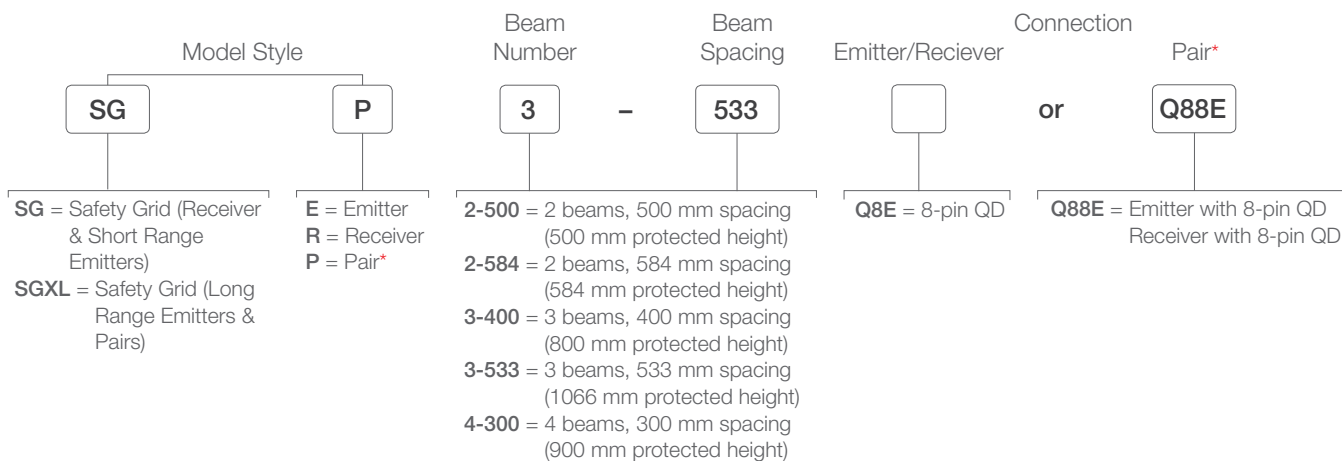 Model Style
Beam
Number
Beam
Spacing
Connection
Emitter/Reciever
Pair*
SG P 3 – 533 or Q88E
SG = Safety Grid (Receiver
& Short Range
Emitters)
SGXL = Safety Grid (Long
Range Emitters &
Pairs)
E = Emitter
R = Receiver
P = Pair*
2-500 = 2 beams, 500 mm spacing
(500 mm protected height)
2-584 = 2 beams, 584 mm spacing
(584 mm protected height)
3-400 = 3 beams, 400 mm spacing
(800 mm protected height)
3-533 = 3 beams, 533 mm spacing
(1066 mm protected height)
4-300 = 4 beams, 300 mm spacing
(900 mm protected height)
Q8E = 8-pin QD
Q88E = Emitter with 8-pin QD
Receiver with 8-pin QD